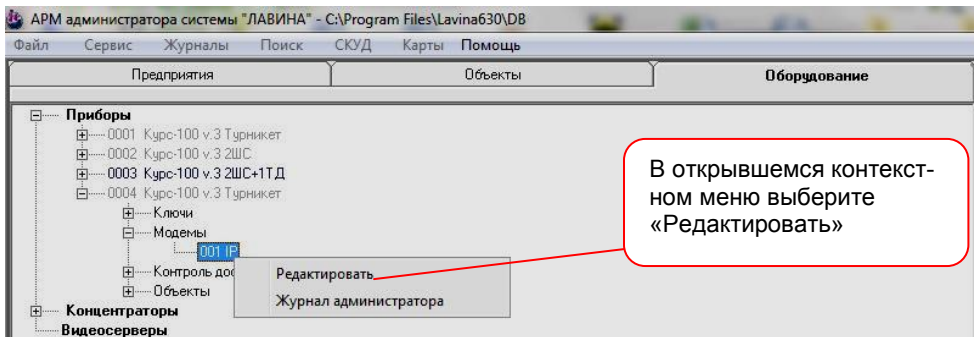 АРМ администратора системы "ЛАВИНА" - C:\Program Files\Lavina630\DB
Файл Сервис Журналы Поиск СКУД Карты Помощь
Предприятия Объекты Оборудование
Приборы
0001 Курс-100 v.3 Турникет
0002 Курс-100 v.3 2ШС
0003 Курс-100 v.3 2ШС+1ТД
0004 Курс-100 v.3 Турникет
Ключи
Модемы
001 IP
Контроль дос
Объекты
Концентраторы
Видеосерверы
Редактировать
Журнал администратора
В открывшемся контекст-
ном меню выберите
«Редактировать»